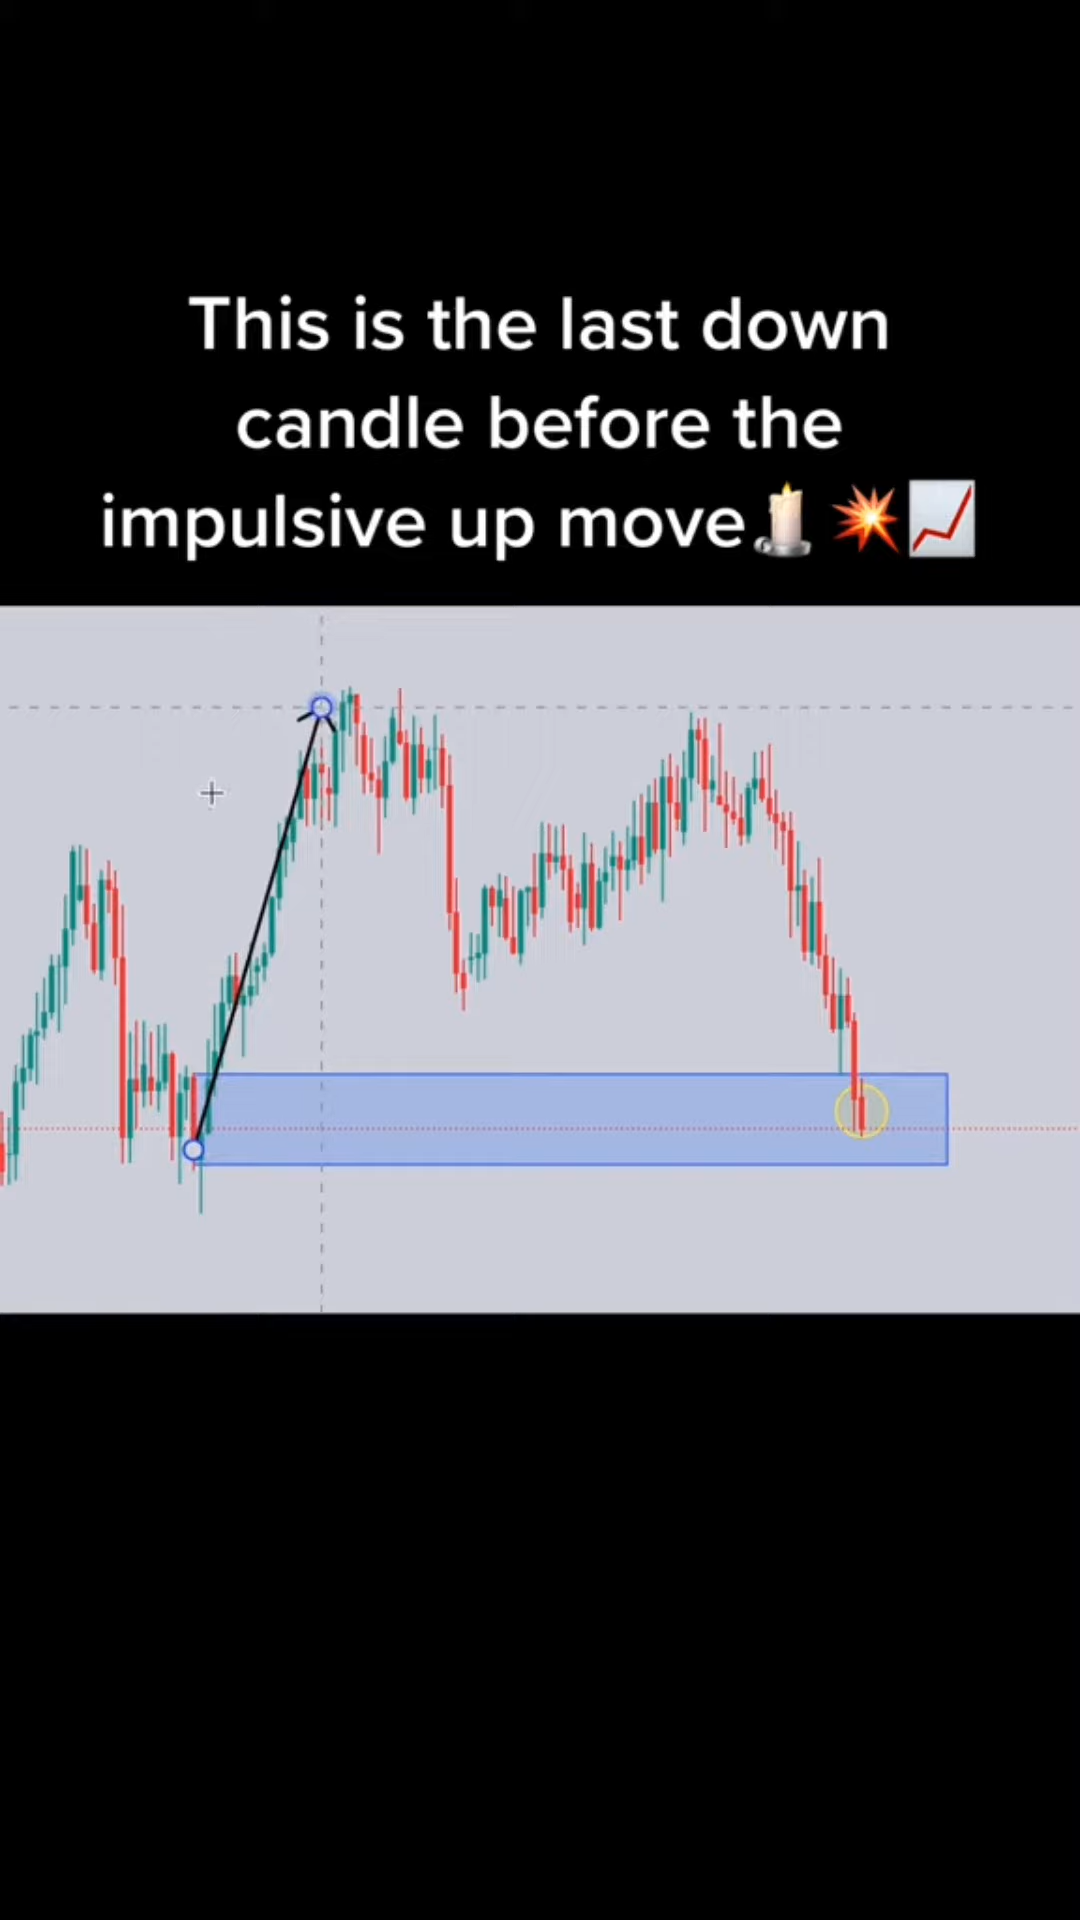 This is the last down
candle before the
impulsive up move🕯️💥📈